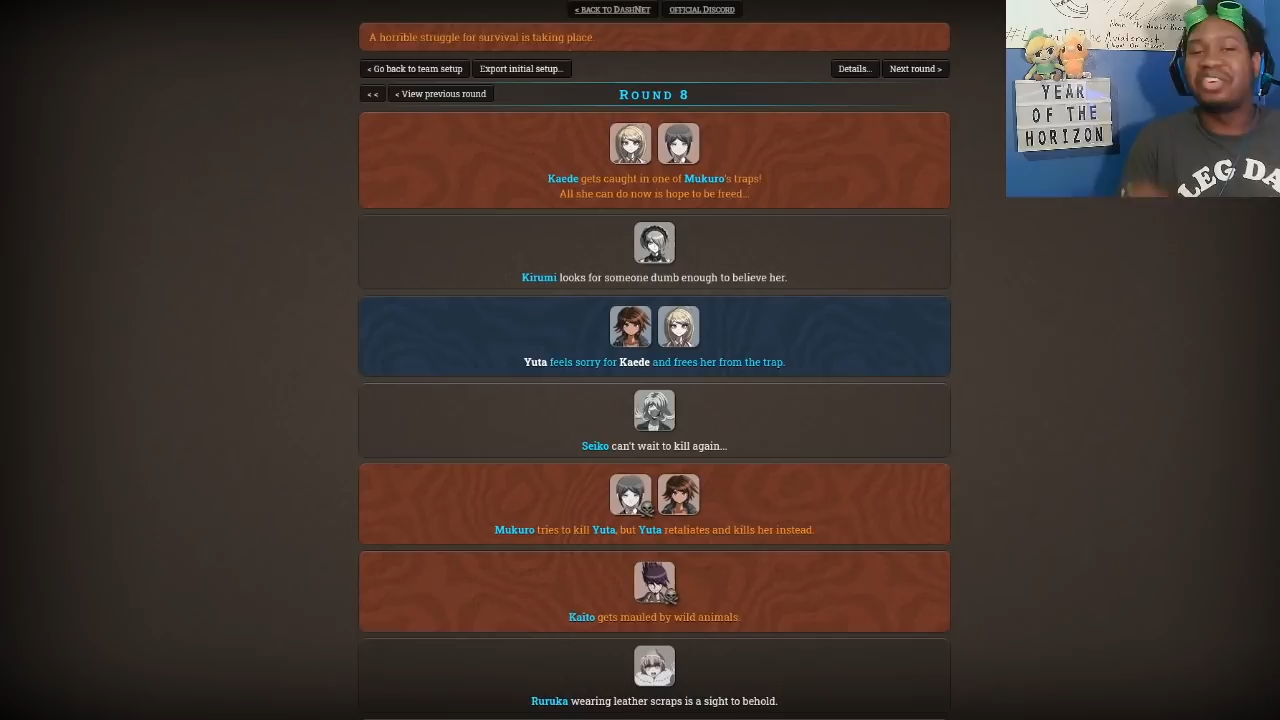 < BACK TO DASHNET
OFFICIAL DISCORD
A horrible struggle for survival is taking place.
< Go back to team setup
Export initial setup...
Details...
Next round >
< <
< View previous round
ROUND 8
Kaede gets caught in one of Mukuro's traps!
All she can do now is hope to be freed...
Kirumi looks for someone dumb enough to believe her.
Yuta feels sorry for Kaede and frees her from the trap.
Seiko can't wait to kill again...
Mukuro tries to kill Yuta, but Yuta retaliates and kills her instead.
Kaito gets mauled by wild animals.
Ruruka wearing leather scraps is a sight to behold.
YEAR
OF THE
HORIZON
LEG DA